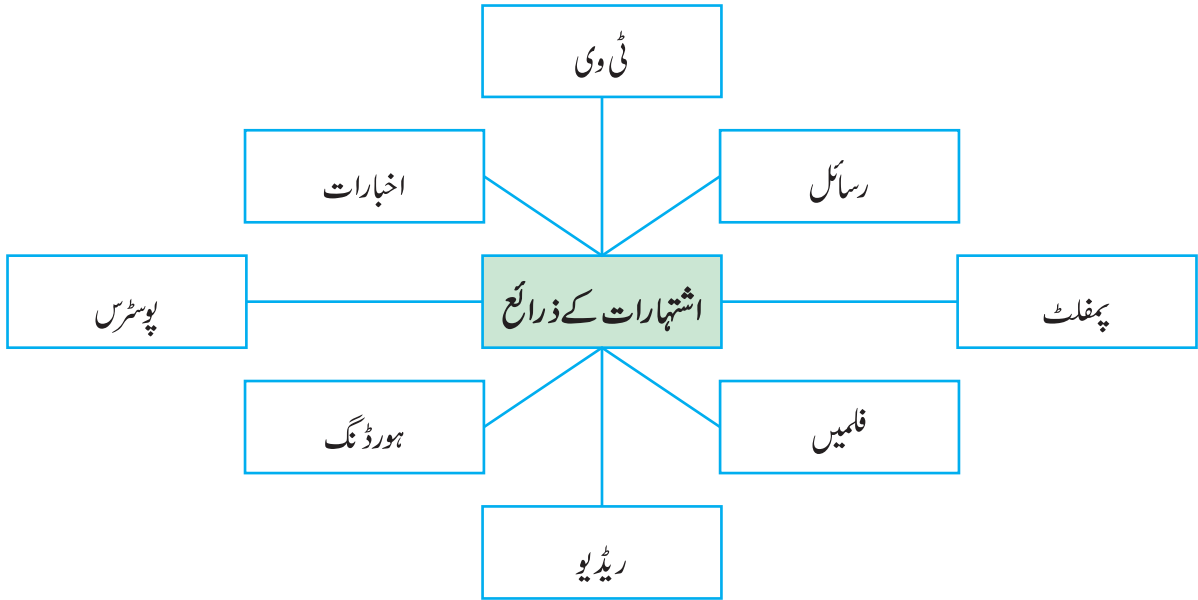 ٹی وی
رسائل
اخبارات
پمفلٹ
اشتہارات کے ذرائع
پوسٹرس
فلمیں
ہورڈنگ
ریڈیو